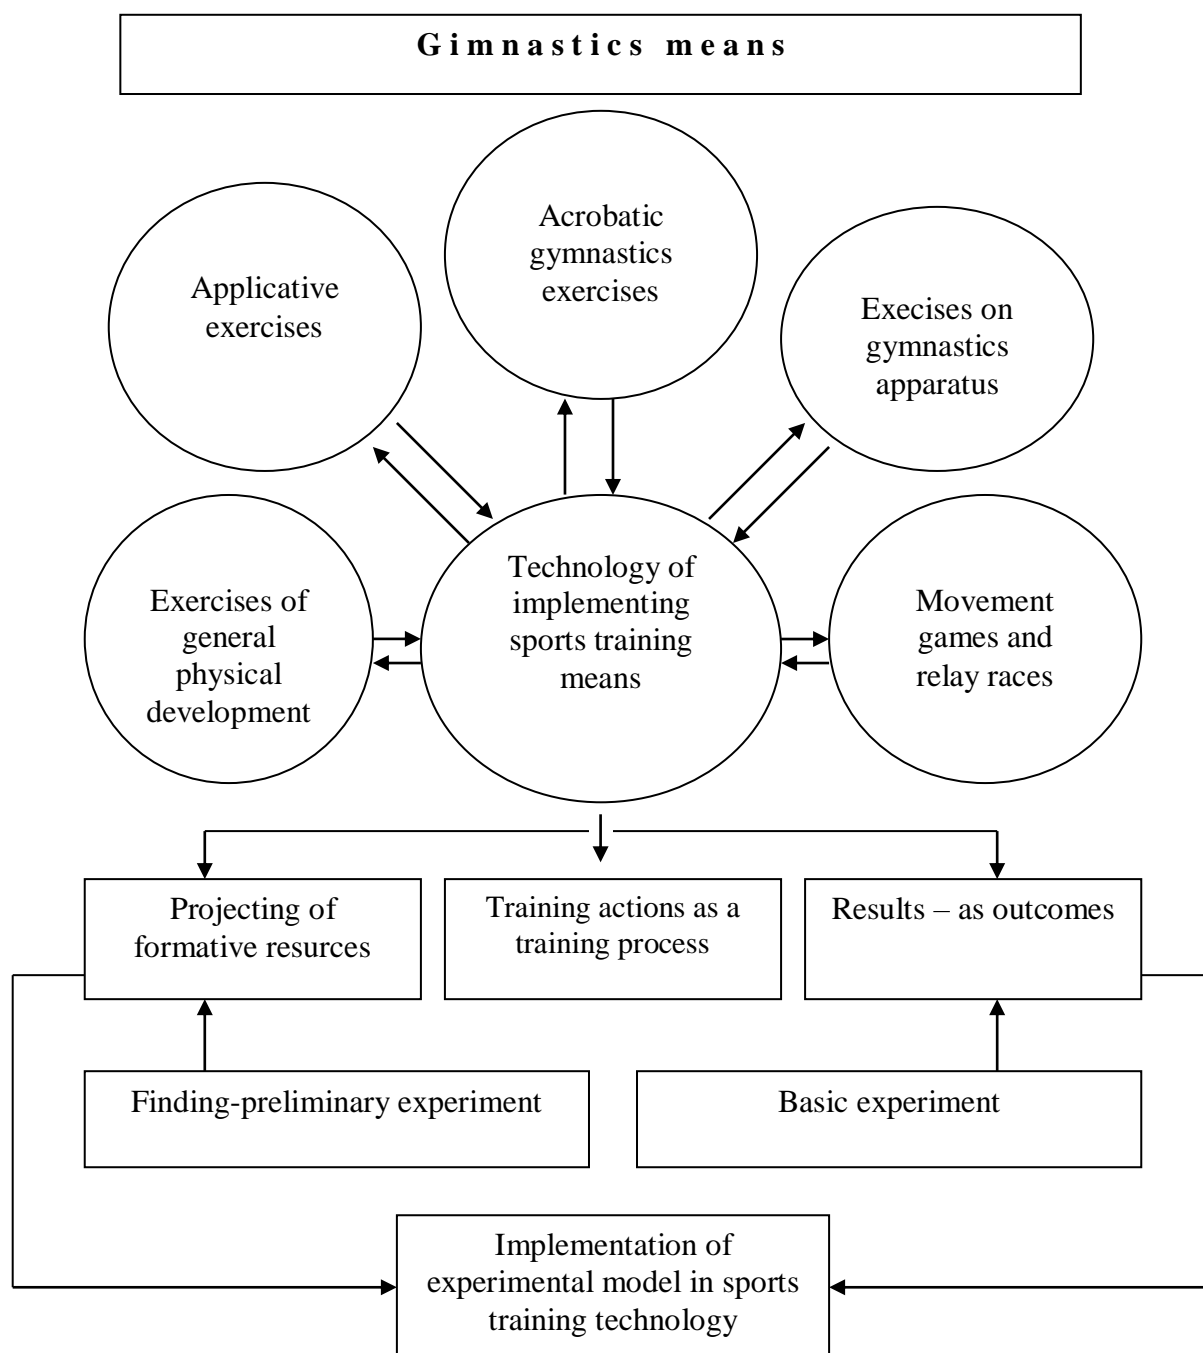 Gimnastics means
Acrobatic
gymnastics
exercises
Applicative
exercises
Execises on
gymnastics
apparatus
Exercises of
general
physical
development
Technology of
implementing
sports training
means
Movement
games and
relay races
Projecting of
formative resurces
Training actions as a
training process
Results – as outcomes
Finding-preliminary experiment
Basic experiment
Implementation of
experimental model in sports
training technology